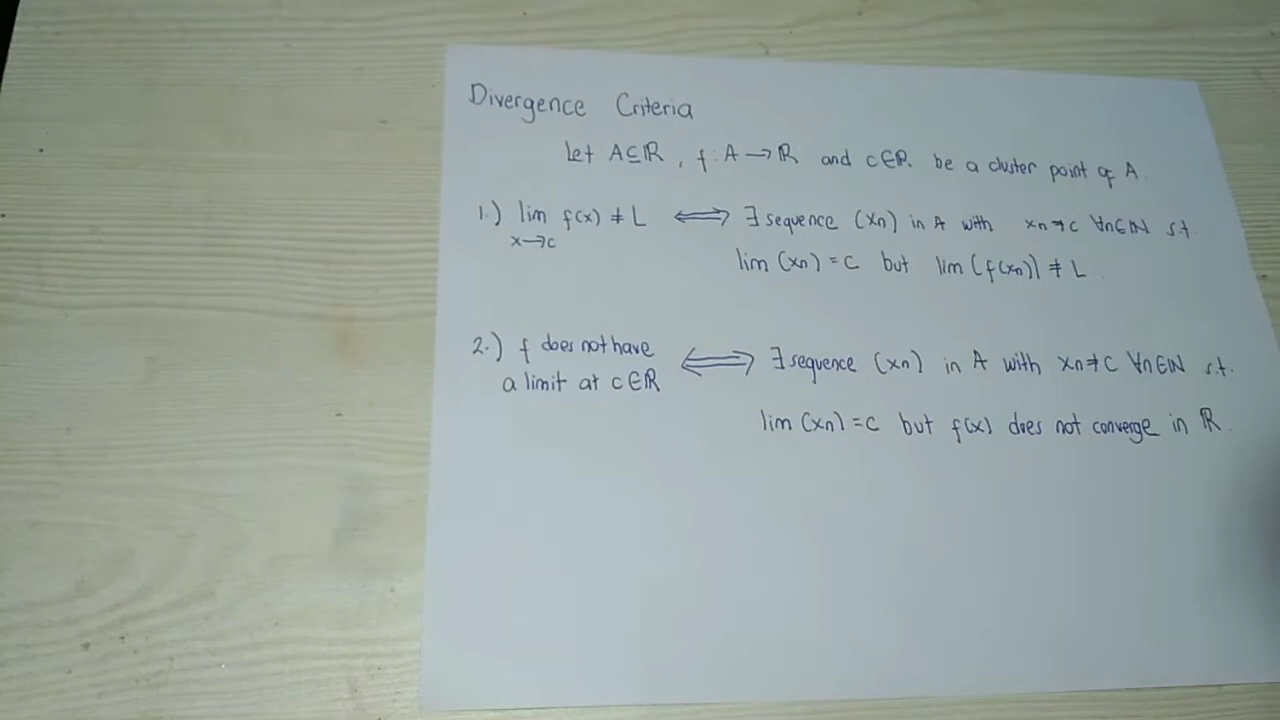 Divergence Criteria
Let A⊆ℝ, f: A → ℝ and c∈ℝ be a cluster point of A.
1.) lim f(x) ≠ L ⟺ ∃ sequence (xn) in A with xn ≠ c ∀n∈ℕ s.t
x→c
lim (xn) = c but lim (f(xn)) ≠ L.
2.) f does not have
a limit at c∈ℝ ⟺ ∃ sequence (xn) in A with xn ≠ c ∀n∈ℕ s.t.
lim (xn) = c but f(x) does not converge in ℝ.